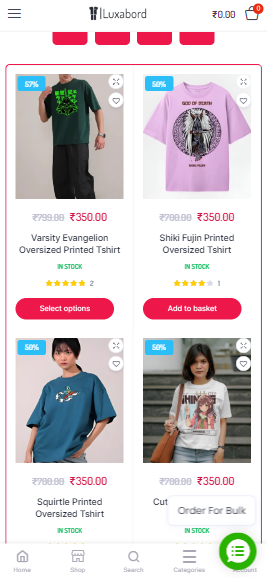 |Luxabord
₹0.00
0
57%
50%
GOD OF DEATH
SHIKI FUJIN
₹799.00 ₹350.00
₹700.00 ₹350.00
Varsity Evangelion
Oversized Printed Tshirt
Shiki Fujin Printed
Oversized Tshirt
IN STOCK
IN STOCK
2
1
Select options
Add to basket
50%
50%
₹700.00 ₹350.00
₹700.00 ₹350.00
Squirtle Printed
Oversized Tshirt
IN STOCK
IN STOCK
Order For Bulk
Home
Shop
Search
Categories
Account